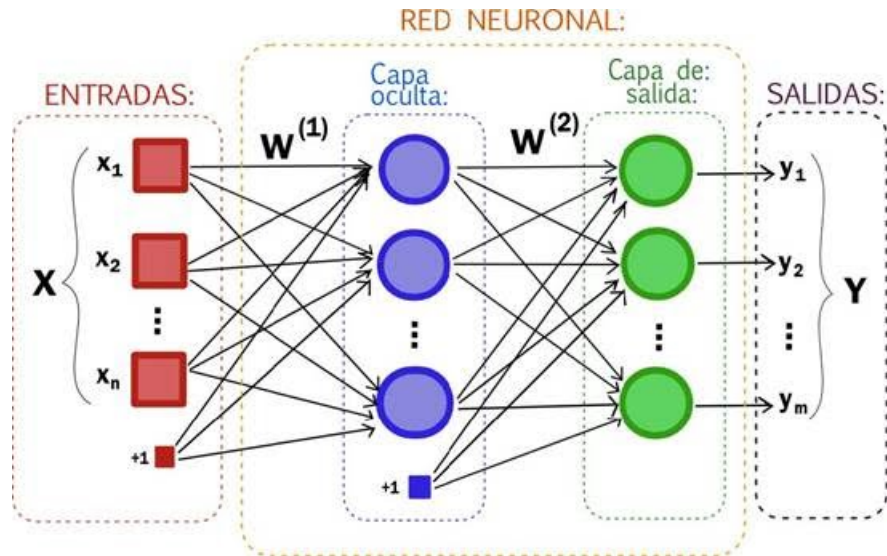 RED NEURONAL:
ENTRADAS:
Capa
oculta:
Capa de:
salida:
SALIDAS:
W(1)
W(2)
x1
x2
⋮
xn
+1
X
⋮
+1
⋮
y1
y2
⋮
ym
Y